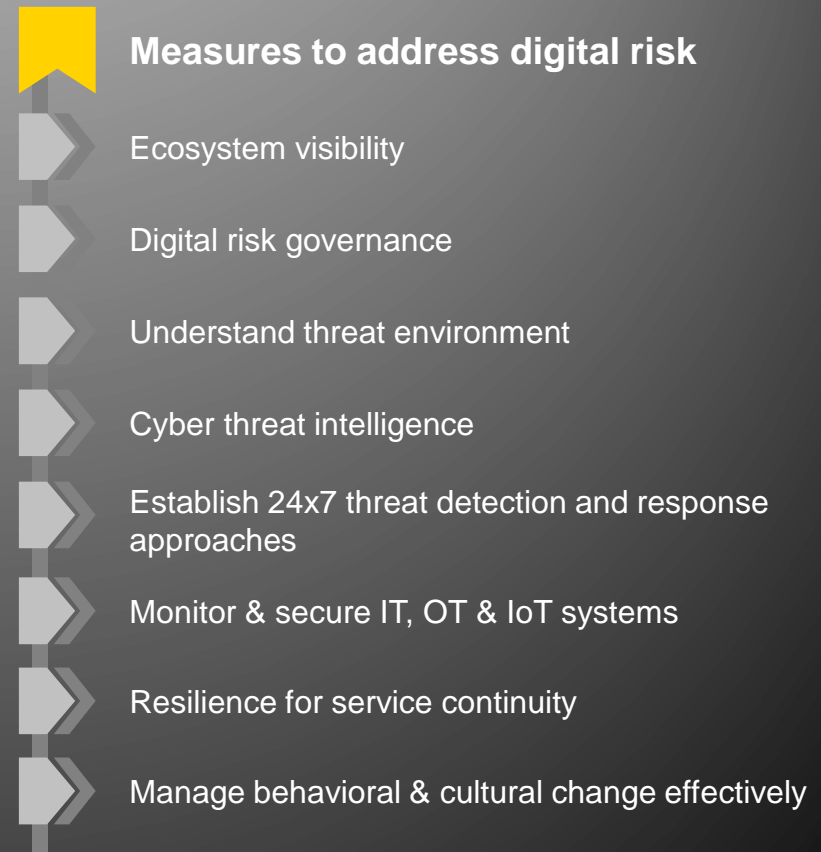 Measures to address digital risk
Ecosystem visibility
Digital risk governance
Understand threat environment
Cyber threat intelligence
Establish 24x7 threat detection and response
approaches
Monitor & secure IT, OT & IoT systems
Resilience for service continuity
Manage behavioral & cultural change effectively